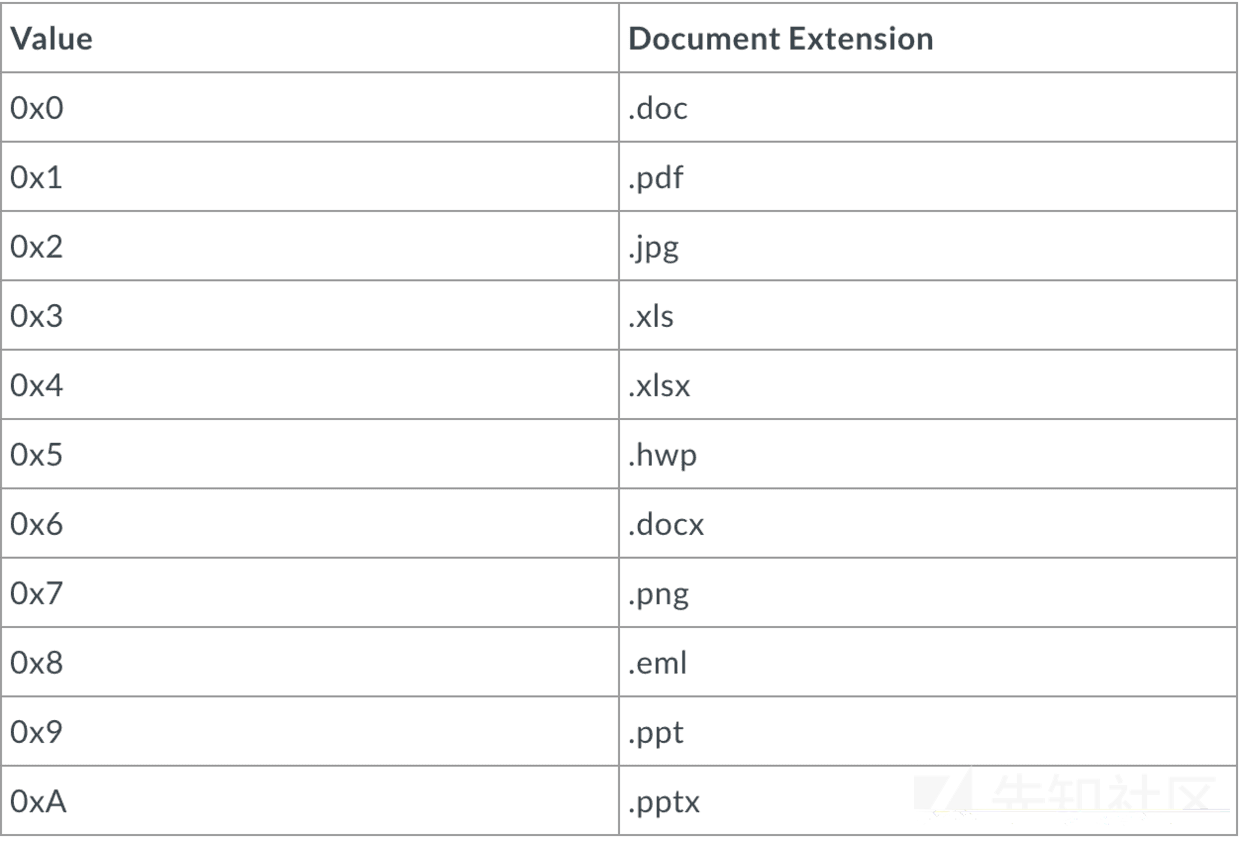 Value Document Extension
0x0 .doc
0x1 .pdf
0x2 .jpg
0x3 .xls
0x4 .xlsx
0x5 .hwp
0x6 .docx
0x7 .png
0x8 .eml
0x9 .ppt
0xA .pptx
先知社区